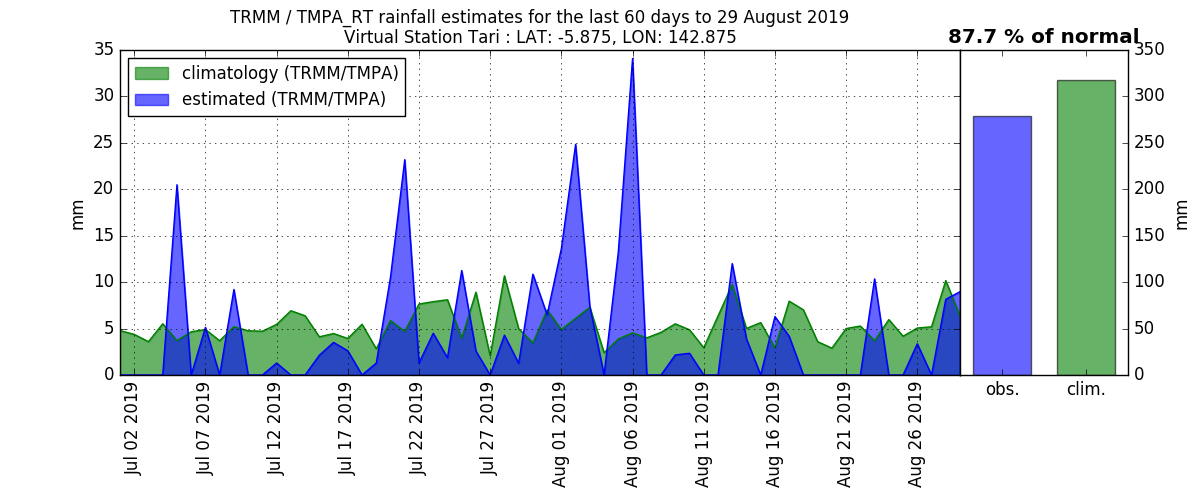 TRMM / TMPA_RT rainfall estimates for the last 60 days to 29 August 2019
Virtual Station Tari : LAT: -5.875, LON: 142.875
87.7 % of normal
climatology (TRMM/TMPA)
estimated (TRMM/TMPA)
35
30
25
20
15
10
5
0
mm
Jul 02 2019
Jul 07 2019
Jul 12 2019
Jul 17 2019
Jul 22 2019
Jul 27 2019
Aug 01 2019
Aug 06 2019
Aug 11 2019
Aug 16 2019
Aug 21 2019
Aug 26 2019
obs.
clim.
350
300
250
200
150
100
50
0
mm